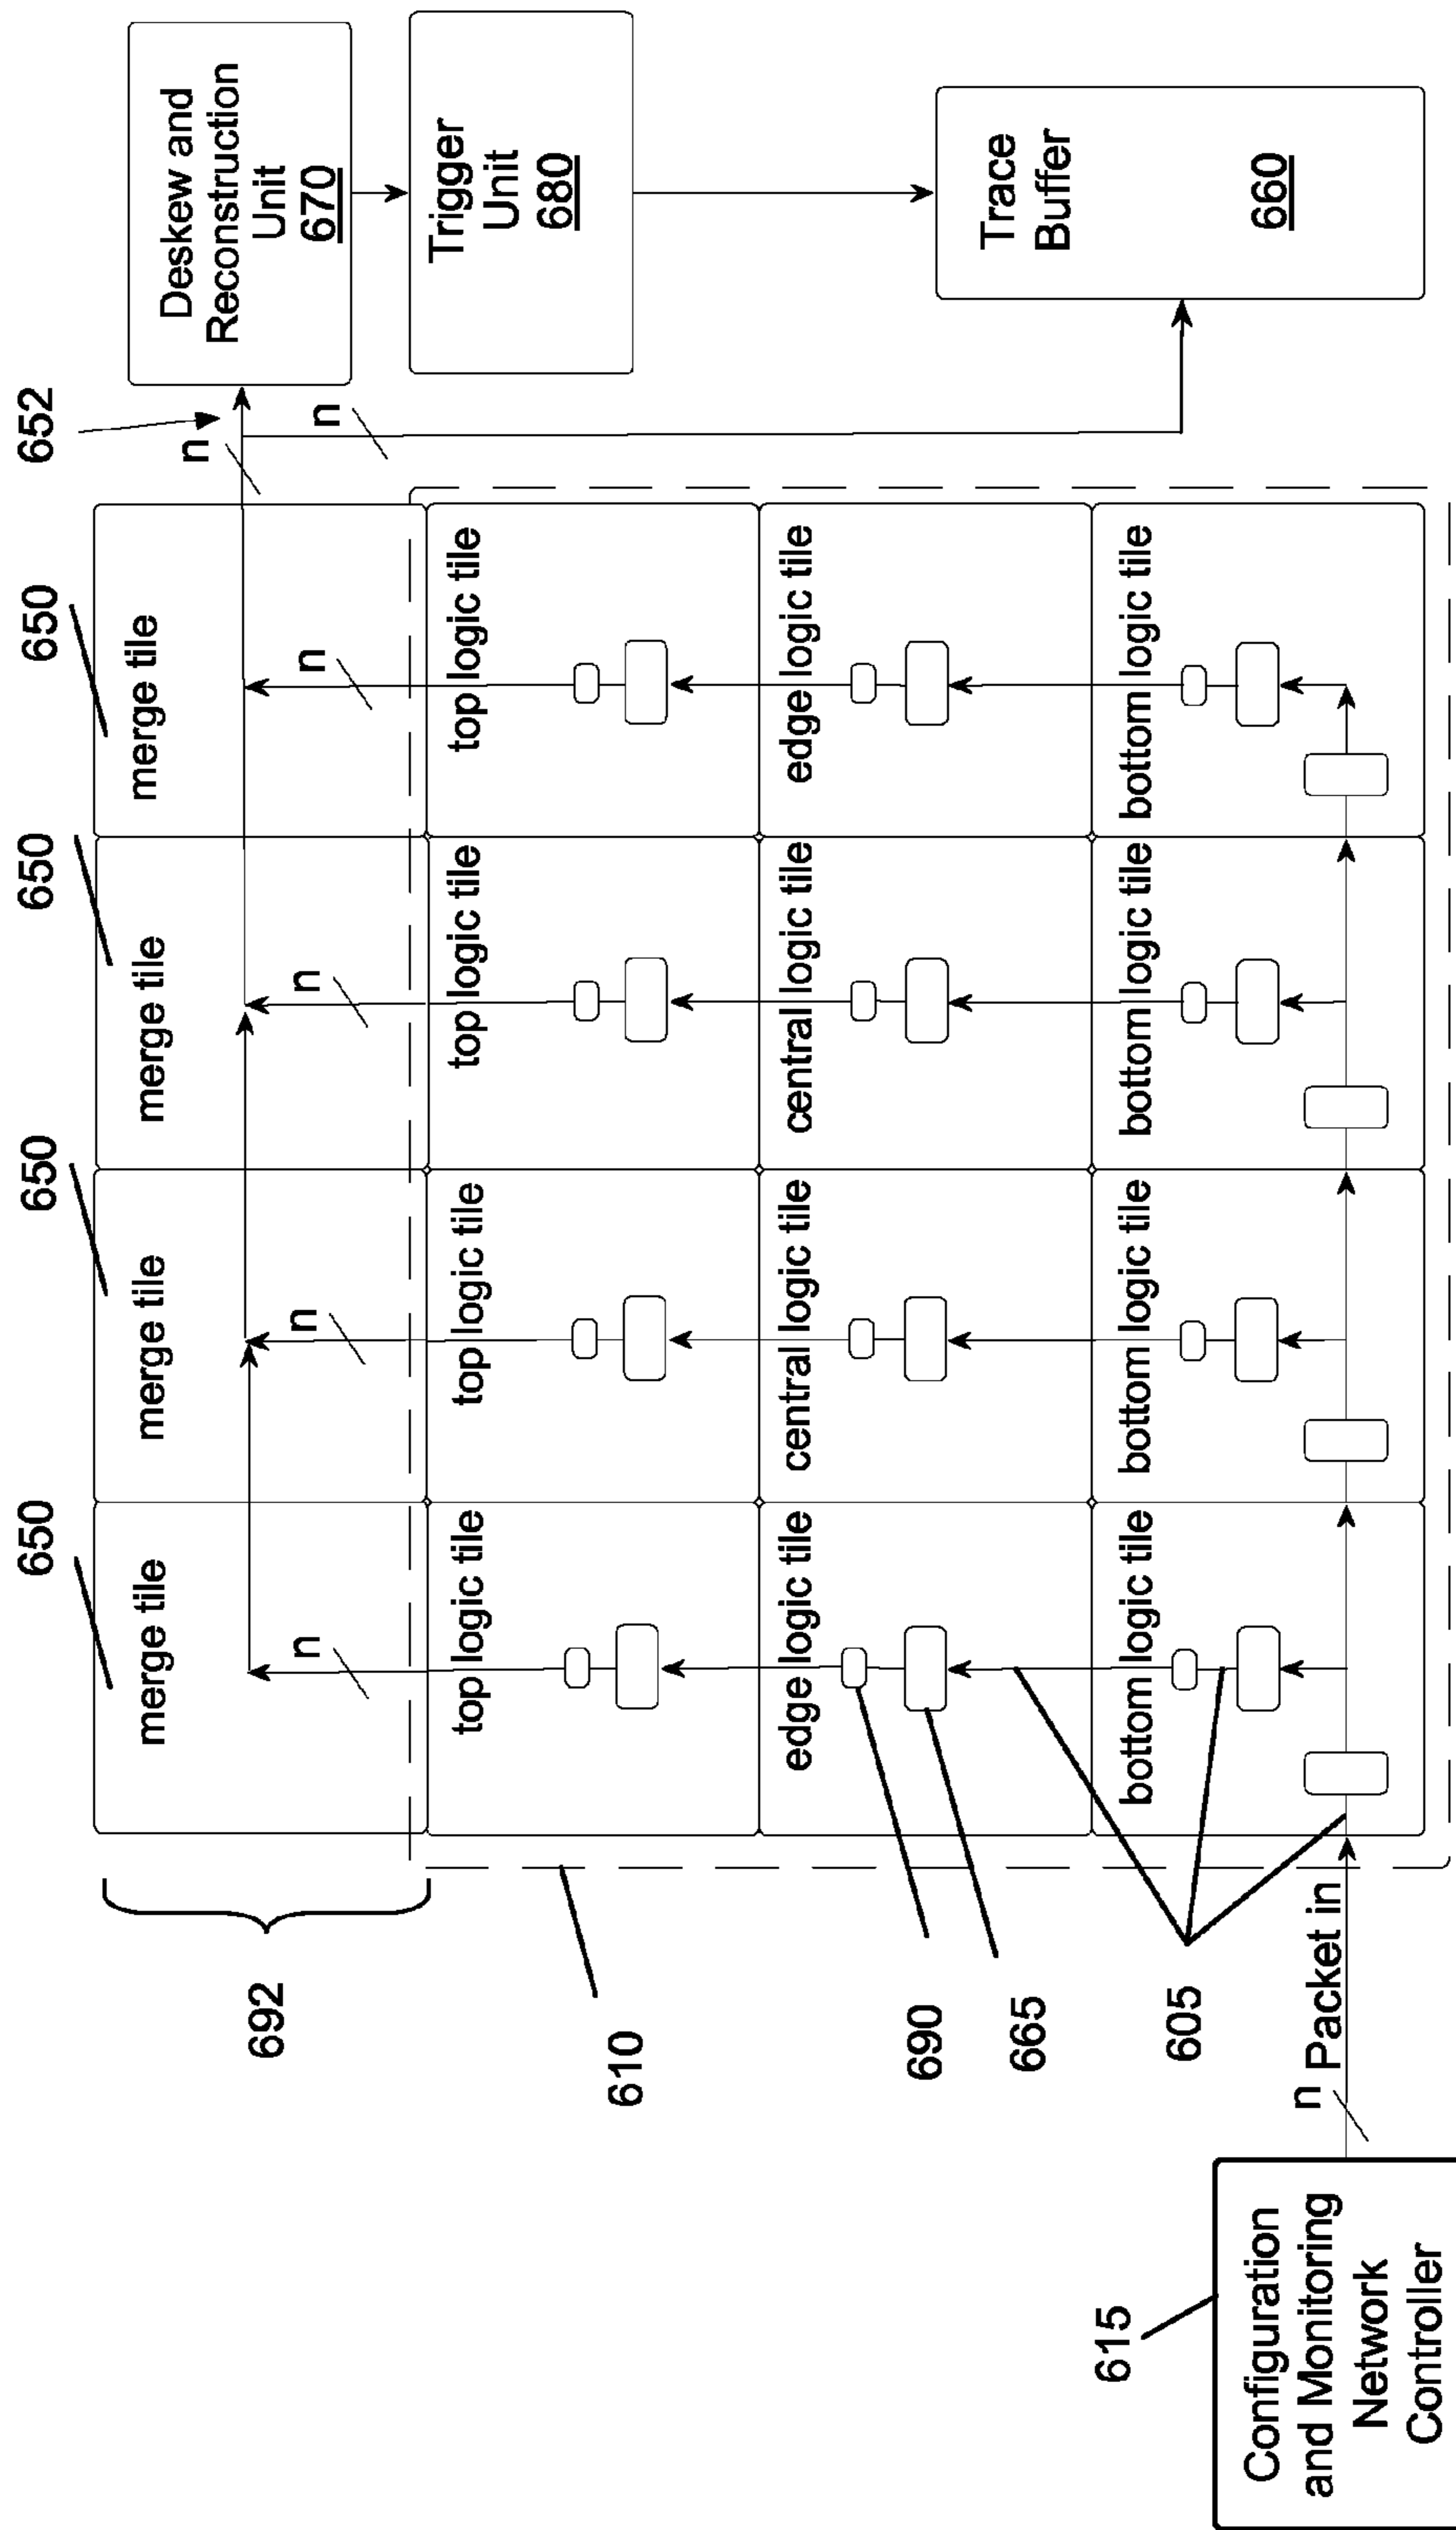 650
650
650
650
652
n
n
merge tile
merge tile
merge tile
merge tile
Deskew and
Reconstruction
Unit
670
n
n
n
n
692
top logic tile
top logic tile
top logic tile
top logic tile
Trigger
Unit
680
610
edge logic tile
central logic tile
central logic tile
edge logic tile
690
665
Trace
Buffer
660
bottom logic tile
bottom logic tile
bottom logic tile
bottom logic tile
605
615
n
Packet in
Configuration
and Monitoring
Network
Controller